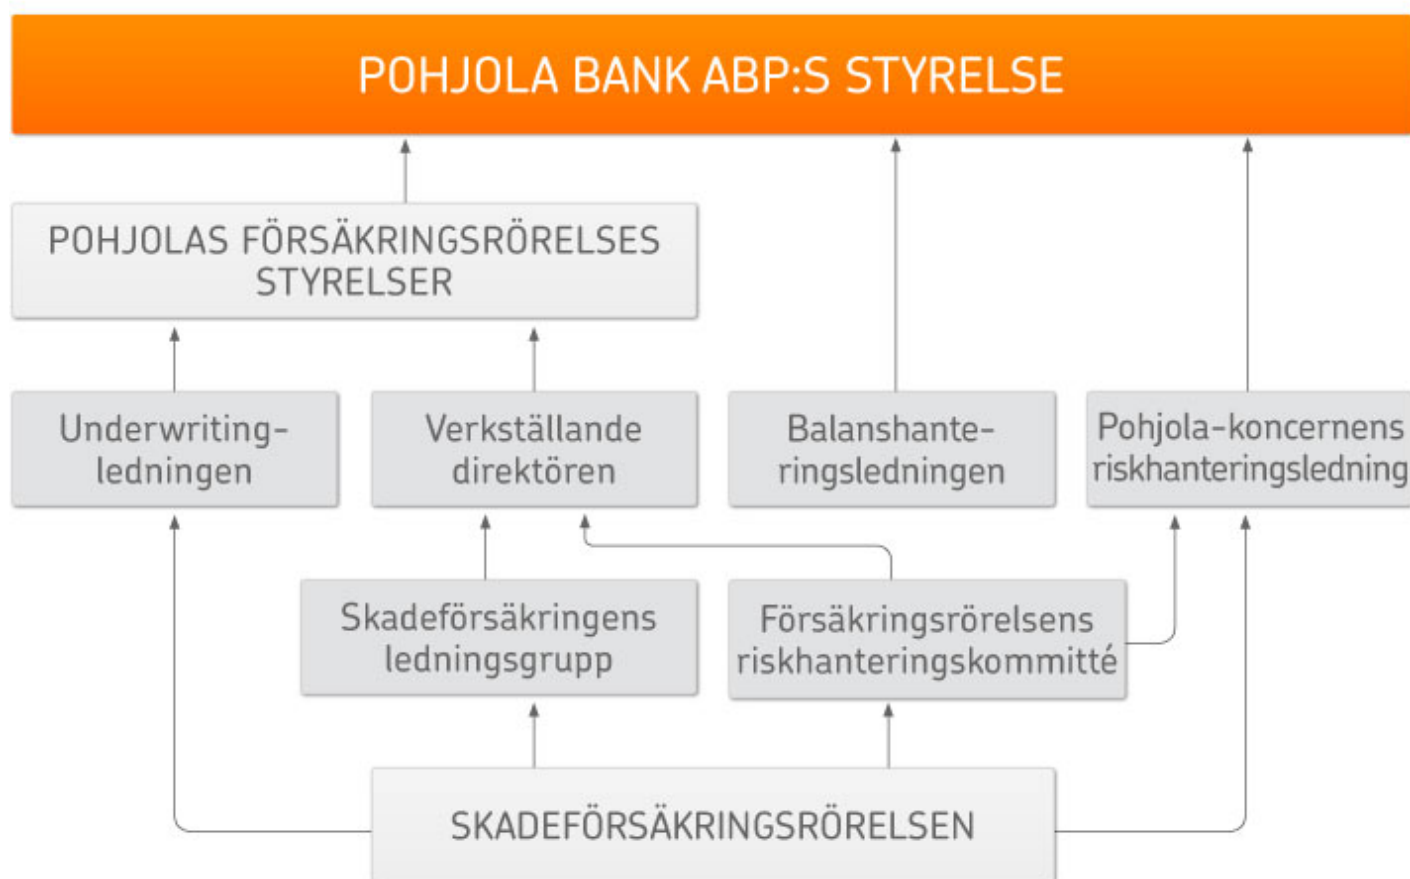 POHJOLA BANK ABP:S STYRELSE
POHJOLAS FÖRSÄKRINGSRÖRELSES
STYRELSER
Underwriting-
ledningen
Verkställande
direktören
Balanshante-
ringsledningen
Pohjola-koncernens
riskhanteringsledning
Skadeförsäkringens
ledningsgrupp
Försäkringsrörelsens
riskhanteringskommitté
SKADEFÖRSÄKRINGSRÖRELSEN